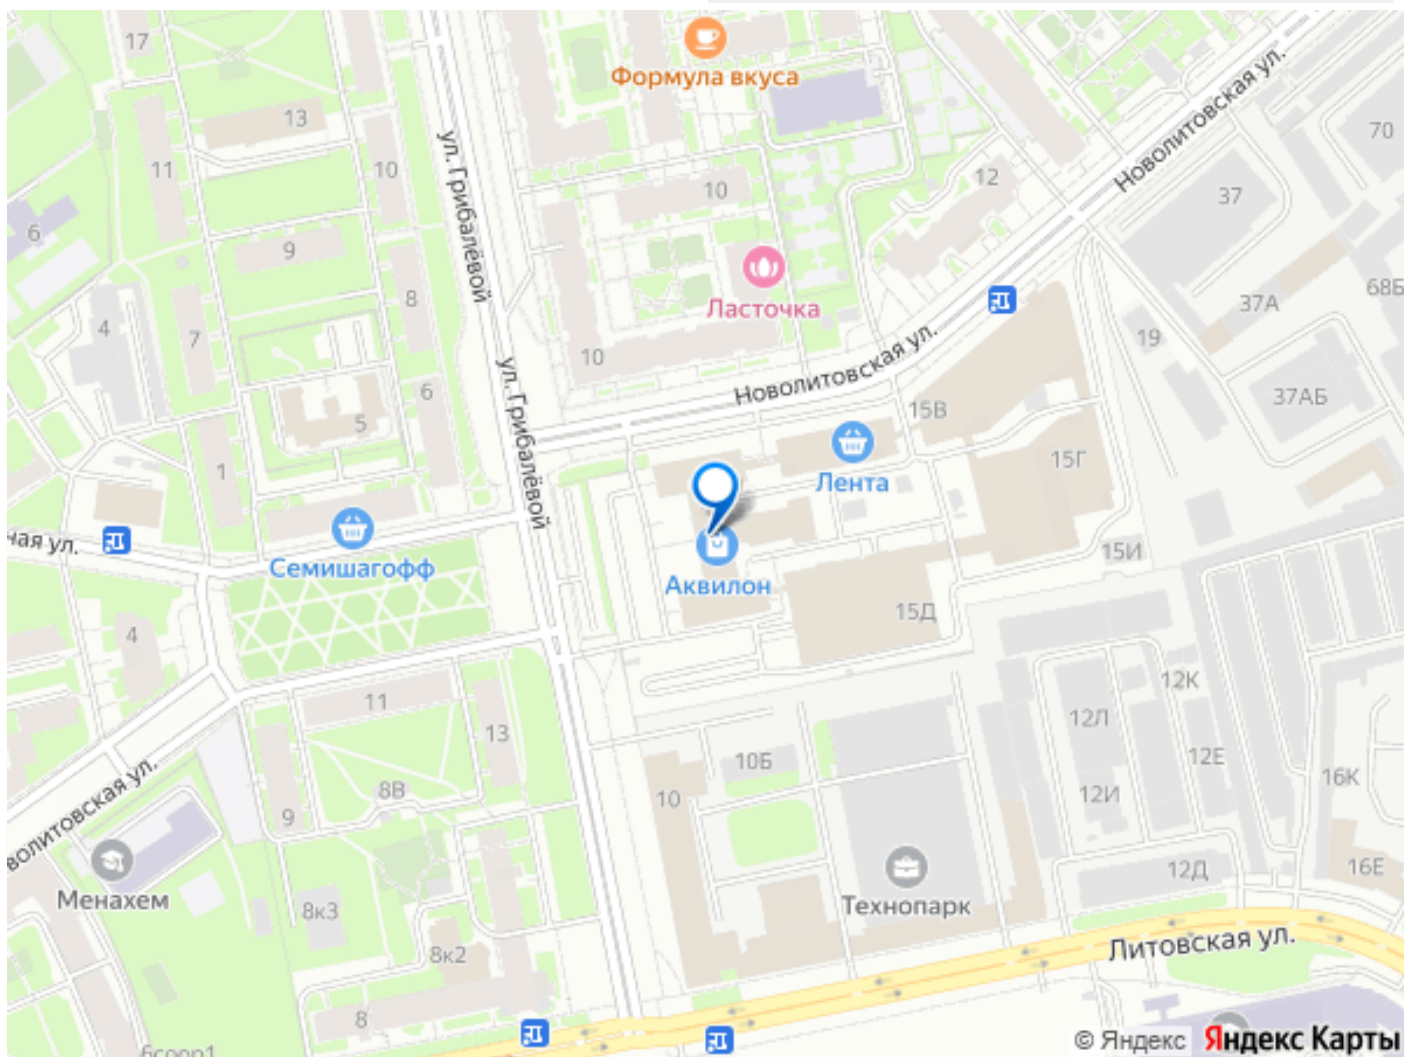 17
Формула вкуса
13
70
11
10
ул. Грибалёвой
Новолитовская ул.
12
10
37
6
9
Ласточка
8
37А
68Б
4
7
19
10
ул. Грибалёвой
Новолитовская ул.
6
5
15В
37АБ
1
Лента
15Г
ная ул.
Семишагофф
Аквилон
15И
15Д
4
12К
11
12Л
13
12Е
10Б
8В
10
12И
16К
9
волитовская ул.
Менахем
Технопарк
12Д
16Е
8к3
8к2
Литовская ул.
8
6соор1
© Яндекс Яндекс Карты